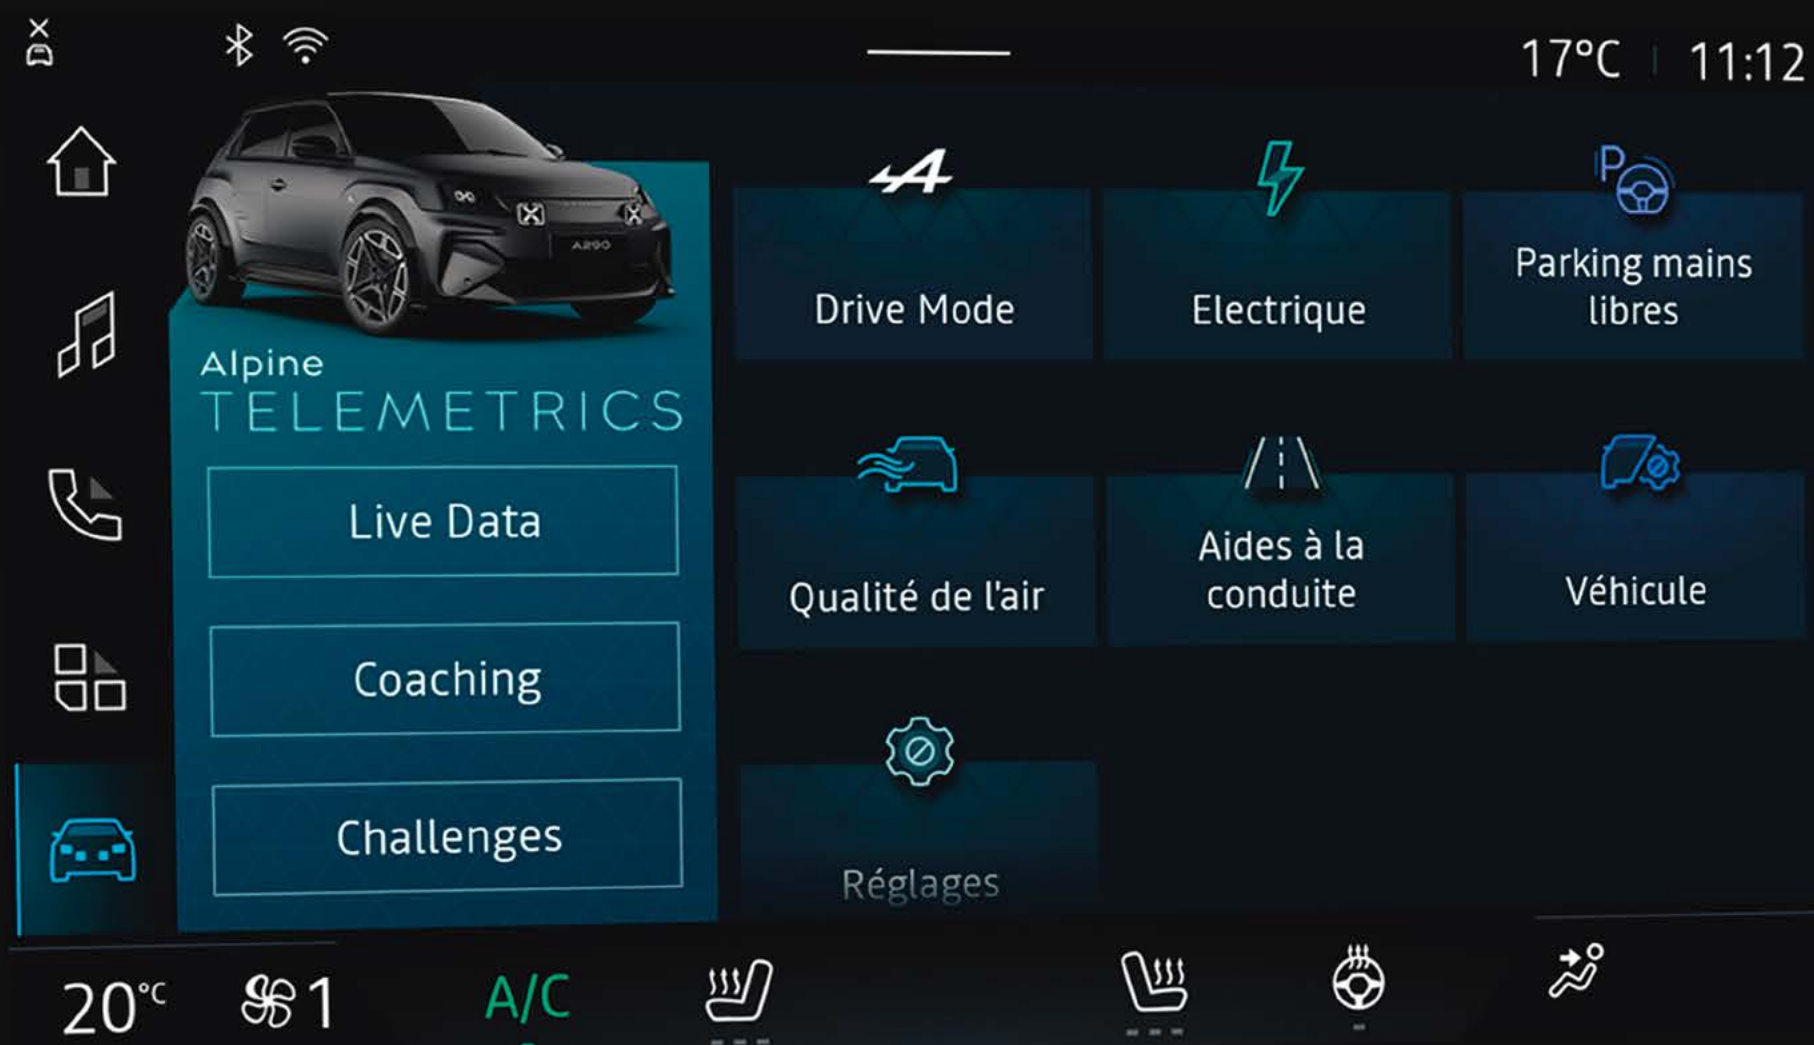 17°C 11:12
A290
Alpine
TELEMETRICS
Live Data
Coaching
Challenges
Drive Mode
Electrique
P
Parking mains
libres
Qualité de l'air
Aides à la
conduite
Véhicule
Réglages
20°C 1 A/C